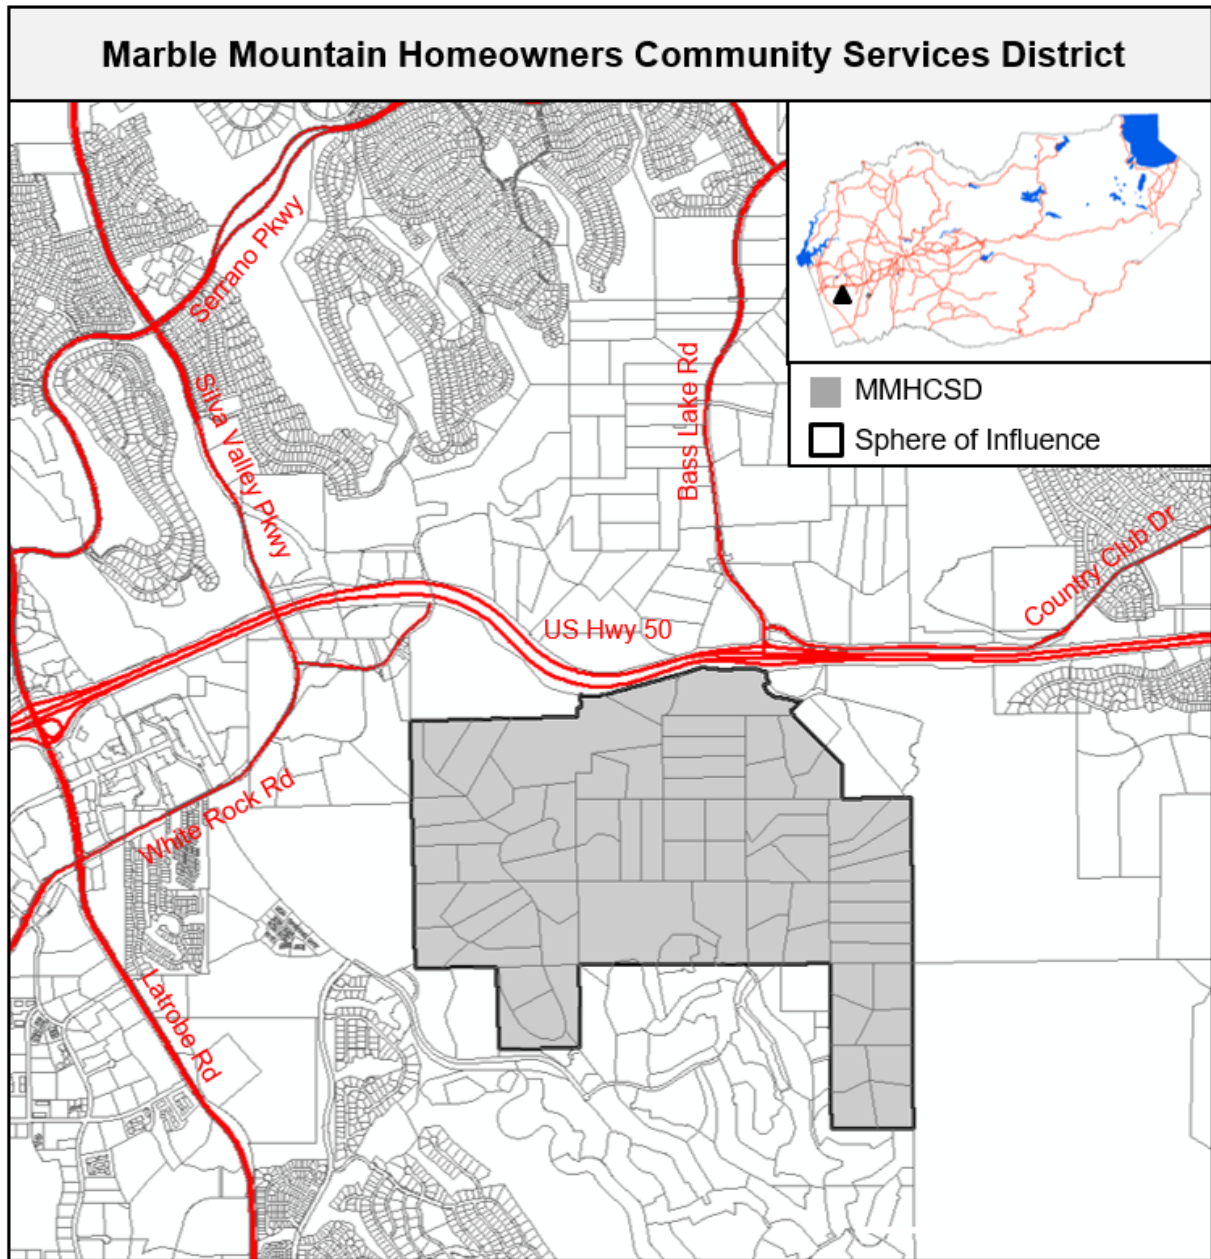 Marble Mountain Homeowners Community Services District
MMHCSD
Sphere of Influence
Serrano Pkwy
Silva Valley Pkwy
Bass Lake Rd
Country Club Dr
US Hwy 50
White Rock Rd
Latrobe Rd